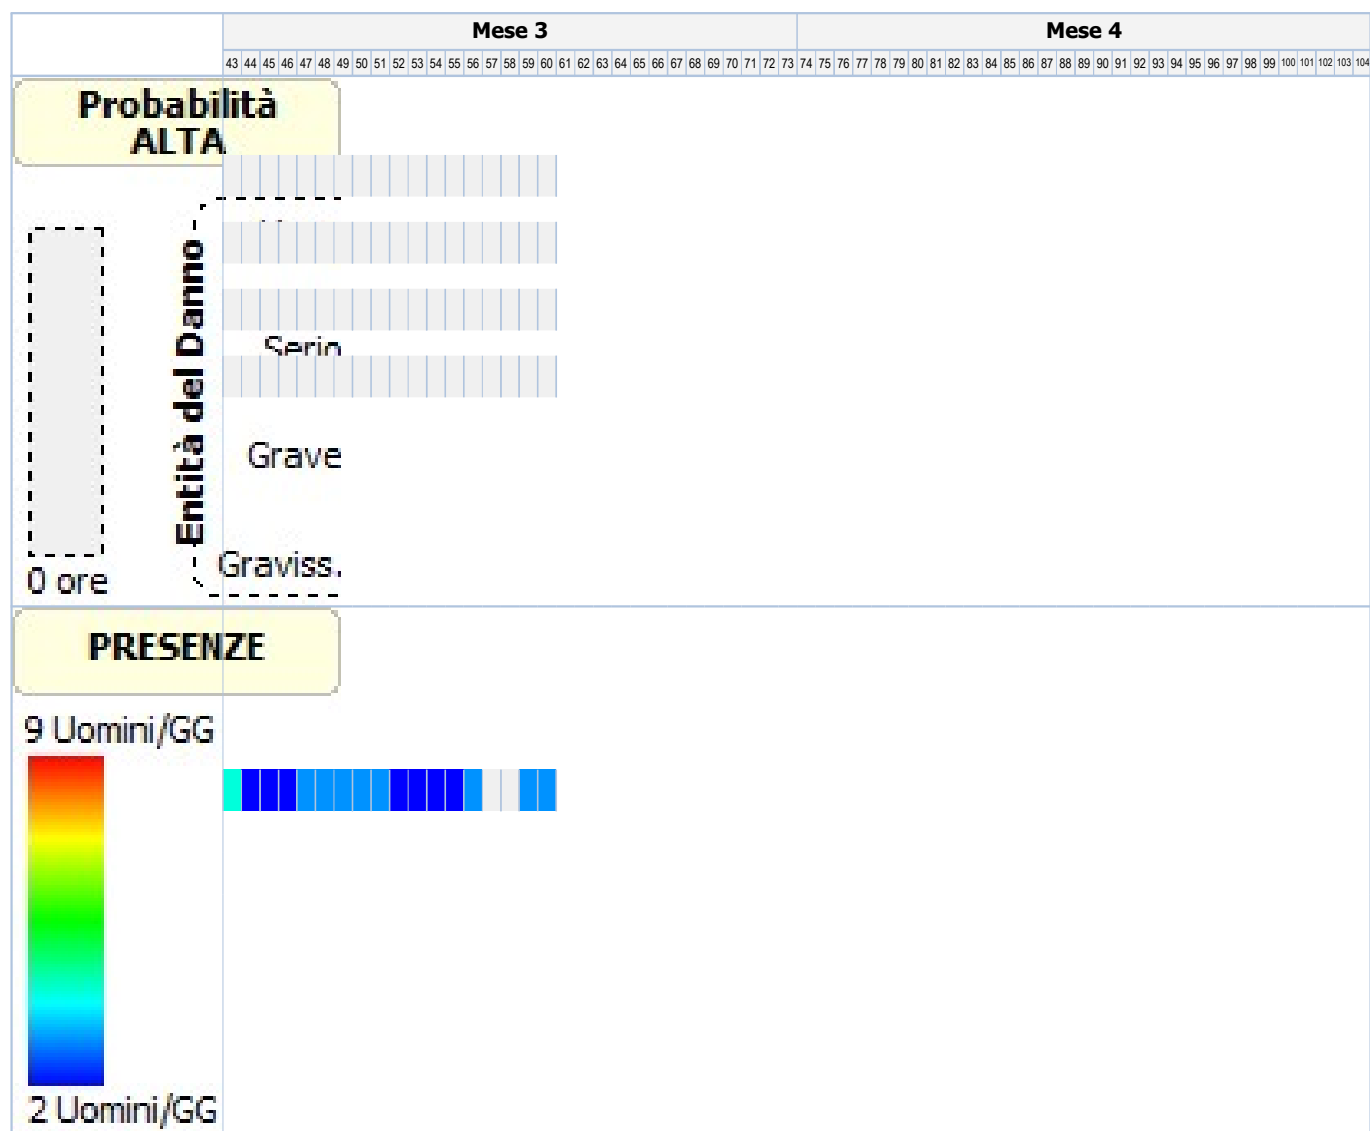 Mese 3 Mese 4
43 44 45 46 47 48 49 50 51 52 53 54 55 56 57 58 59 60 61 62 63 64 65 66 67 68 69 70 71 72 73 74 75 76 77 78 79 80 81 82 83 84 85 86 87 88 89 90 91 92 93 94 95 96 97 98 99 100 101 102 103 104
Probabilità
ALTA
Entità del Danno
Serio
Grave
Graviss.
0 ore
PRESENZE
9 Uomini/GG
2 Uomini/GG